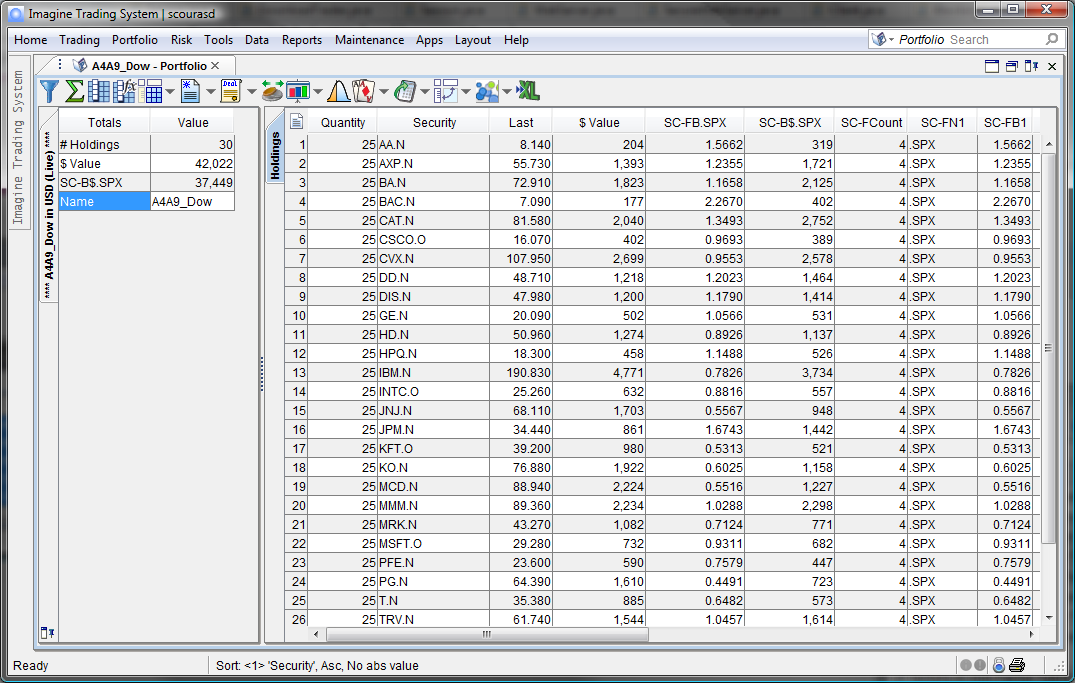 Imagine Trading System | scourasd
Home Trading Portfolio Risk Tools Data Reports Maintenance Apps Layout Help Portfolio Search
Imagine Trading System
A4A9_Dow - Portfolio
fx Deal XL
**** A4A9_Dow in USD (Live) ****
Totals Value
# Holdings 30
$ Value 42,022
SC-B$.SPX 37,449
Name A4A9_Dow
Holdings
Quantity Security Last $ Value SC-FB.SPX SC-B$.SPX SC-FCount SC-FN1 SC-FB1
1 25 AA.N 8.140 204 1.5662 319 4 .SPX 1.5662
2 25 AXP.N 55.730 1,393 1.2355 1,721 4 .SPX 1.2355
3 25 BA.N 72.910 1,823 1.1658 2,125 4 .SPX 1.1658
4 25 BAC.N 7.090 177 2.2670 402 4 .SPX 2.2670
5 25 CAT.N 81.580 2,040 1.3493 2,752 4 .SPX 1.3493
6 25 CSCO.O 16.070 402 0.9693 389 4 .SPX 0.9693
7 25 CVX.N 107.950 2,699 0.9553 2,578 4 .SPX 0.9553
8 25 DD.N 48.710 1,218 1.2023 1,464 4 .SPX 1.2023
9 25 DIS.N 47.980 1,200 1.1790 1,414 4 .SPX 1.1790
10 25 GE.N 20.090 502 1.0566 531 4 .SPX 1.0566
11 25 HD.N 50.960 1,274 0.8926 1,137 4 .SPX 0.8926
12 25 HPQ.N 18.300 458 1.1488 526 4 .SPX 1.1488
13 25 IBM.N 190.830 4,771 0.7826 3,734 4 .SPX 0.7826
14 25 INTC.O 25.260 632 0.8816 557 4 .SPX 0.8816
15 25 JNJ.N 68.110 1,703 0.5567 948 4 .SPX 0.5567
16 25 JPM.N 34.440 861 1.6743 1,442 4 .SPX 1.6743
17 25 KFT.O 39.200 980 0.5313 521 4 .SPX 0.5313
18 25 KO.N 76.880 1,922 0.6025 1,158 4 .SPX 0.6025
19 25 MCD.N 88.940 2,224 0.5516 1,227 4 .SPX 0.5516
20 25 MMM.N 89.360 2,234 1.0288 2,298 4 .SPX 1.0288
21 25 MRK.N 43.270 1,082 0.7124 771 4 .SPX 0.7124
22 25 MSFT.O 29.280 732 0.9311 682 4 .SPX 0.9311
23 25 PFE.N 23.600 590 0.7579 447 4 .SPX 0.7579
24 25 PG.N 64.390 1,610 0.4491 723 4 .SPX 0.4491
25 25 T.N 35.380 885 0.6482 573 4 .SPX 0.6482
26 25 TRV.N 61.740 1,544 1.0457 1,614 4 .SPX 1.0457
Ready Sort: <1> 'Security', Asc, No abs value